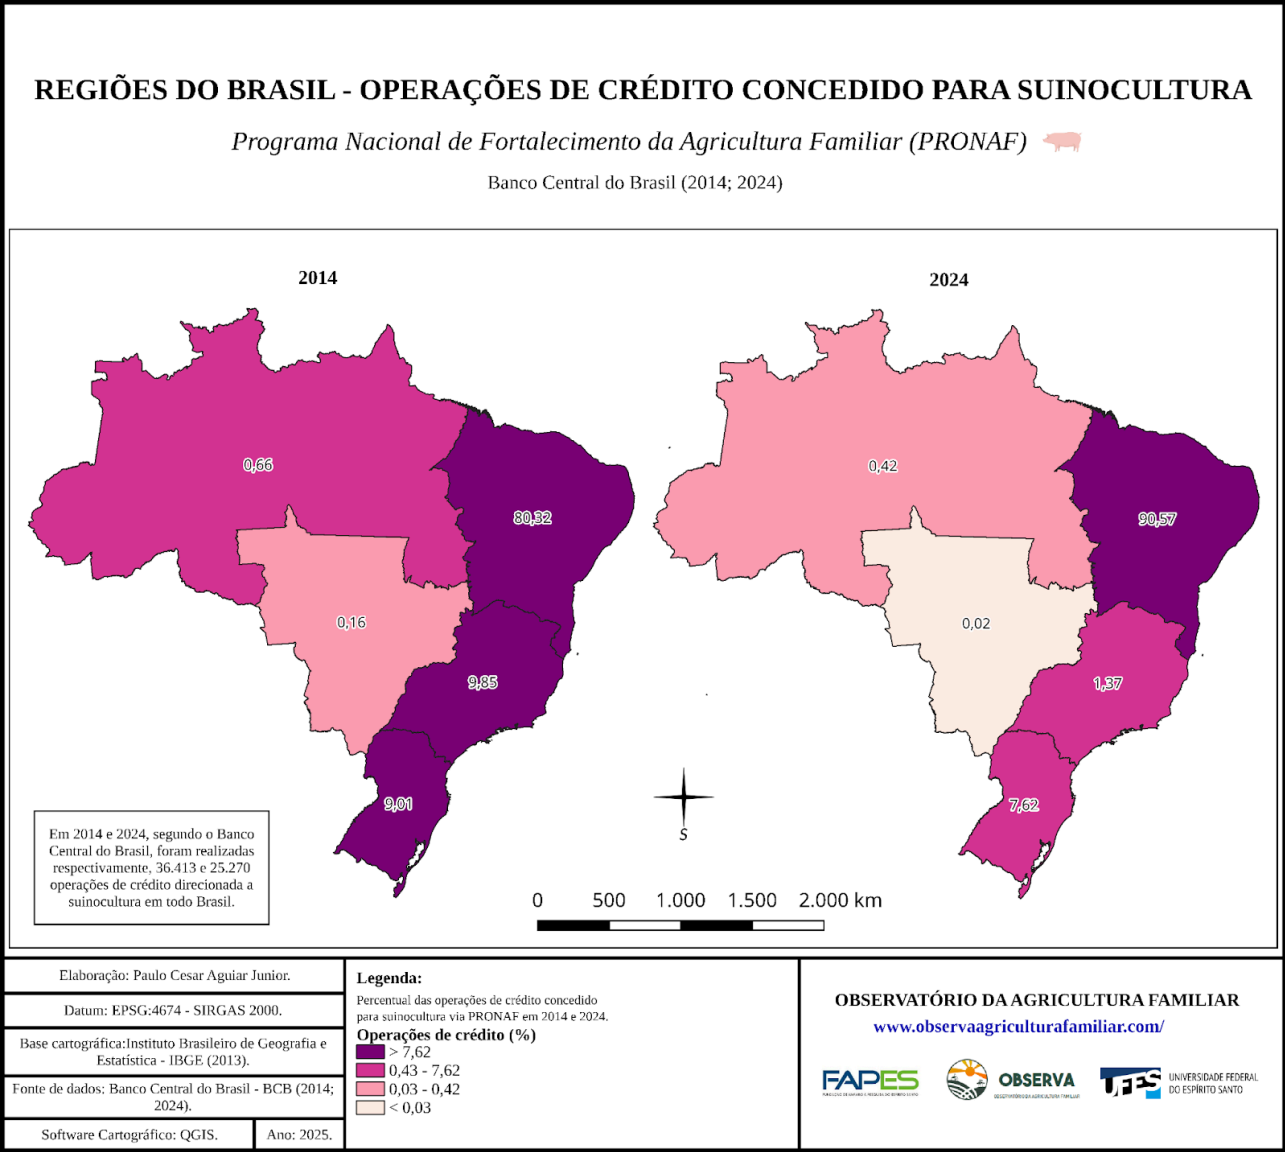 REGIÕES DO BRASIL - OPERAÇÕES DE CRÉDITO CONCEDIDO PARA SUINOCULTURA
Programa Nacional de Fortalecimento da Agricultura Familiar (PRONAF)
Banco Central do Brasil (2014; 2024)
2014
2024
0,66
80,32
0,16
9,85
9,01
0,42
90,57
0,02
1,37
7,62
S
Em 2014 e 2024, segundo o Banco
Central do Brasil, foram realizadas
respectivamente, 36.413 e 25.270
operações de crédito direcionada a
suinocultura em todo Brasil.
0 500 1.000 1.500 2.000 km
Elaboração: Paulo Cesar Aguiar Junior.
Datum: EPSG:4674 - SIRGAS 2000.
Base cartográfica:Instituto Brasileiro de Geografia e
Estatística - IBGE (2013).
Fonte de dados: Banco Central do Brasil - BCB (2014;
2024).
Software Cartográfico: QGIS.
Ano: 2025.
Legenda:
Percentual das operações de crédito concedido
para suinocultura via PRONAF em 2014 e 2024.
Operações de crédito (%)
> 7,62
0,43 - 7,62
0,03 - 0,42
< 0,03
OBSERVATÓRIO DA AGRICULTURA FAMILIAR
www.observaagriculturafamiliar.com/
FAPES
OBSERVA
OBSERVATÓRIO DA AGRICULTURA FAMILIAR
UFES
UNIVERSIDADE FEDERAL
DO ESPÍRITO SANTO